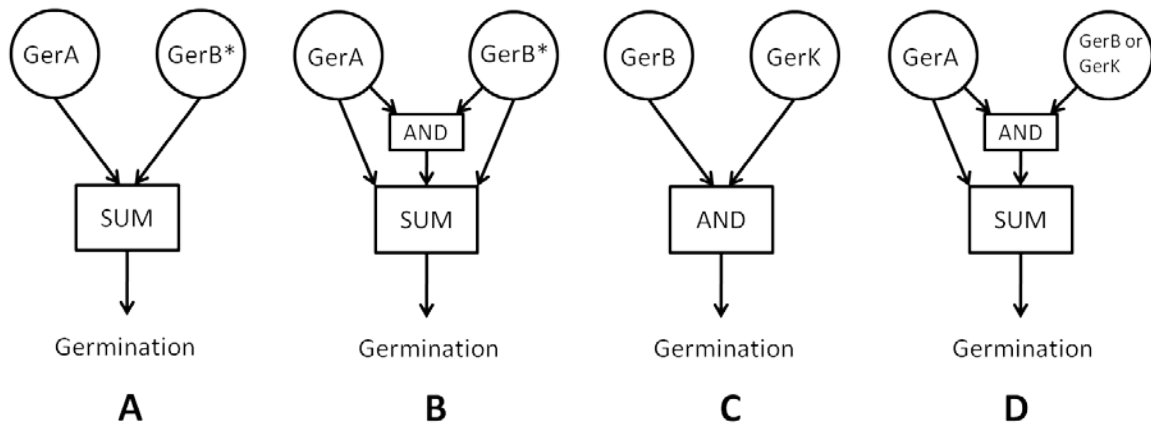 GerA
GerB*
SUM
Germination
A
GerA
GerB*
AND
SUM
Germination
B
GerB
GerK
AND
Germination
C
GerA
GerB or
GerK
AND
SUM
Germination
D